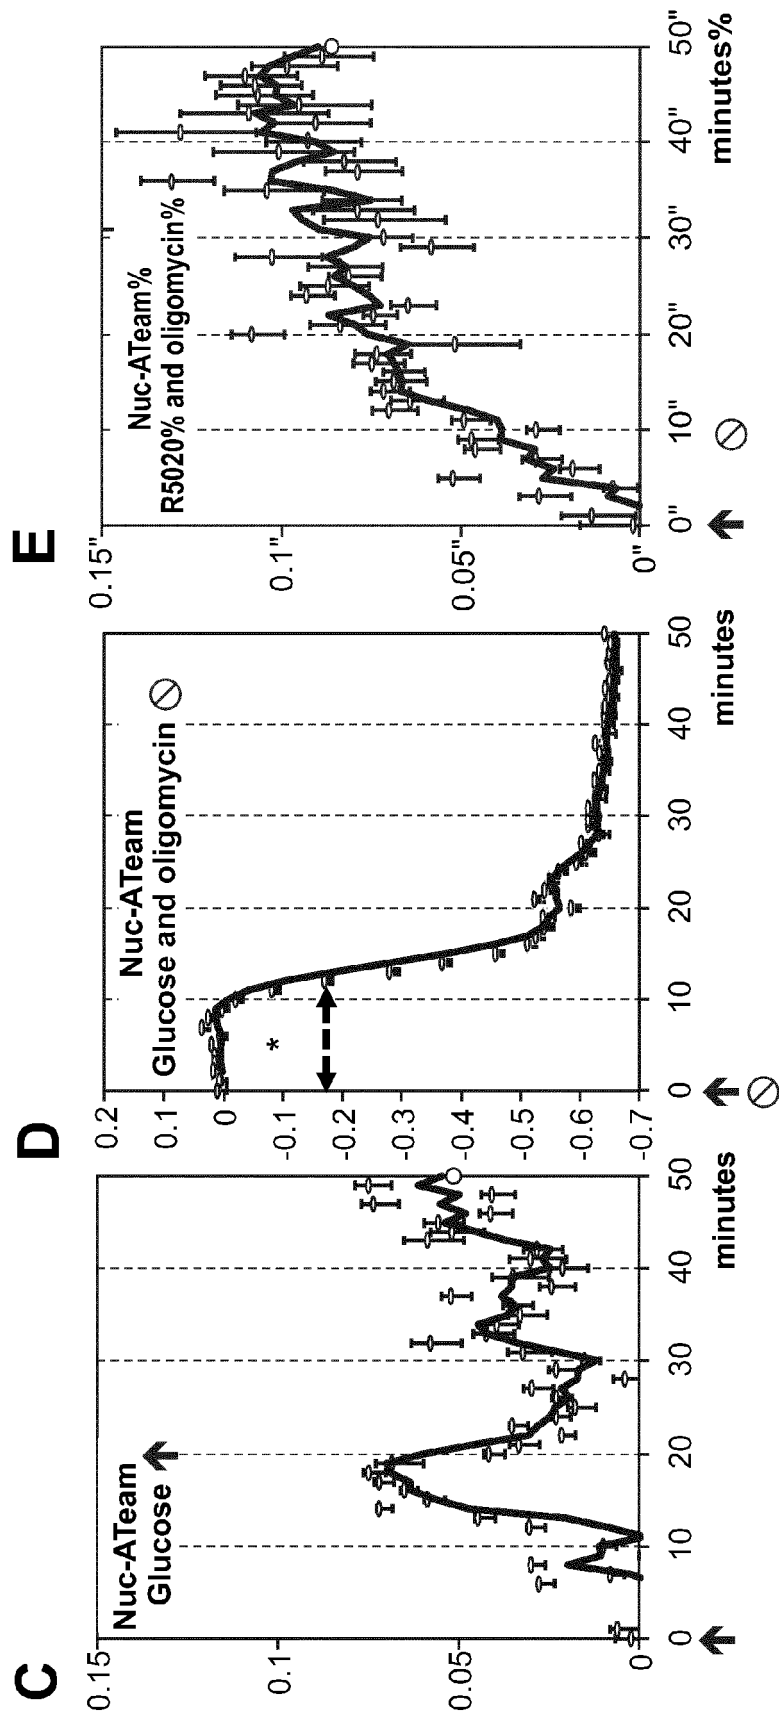 C
Nuc-ATeam
Glucose
0.15
0.1
0.05
0
0 10 20 30 40 50
minutes
D
Nuc-ATeam
Glucose and oligomycin
0.2
0.1
0
-0.1
-0.2
-0.3
-0.4
-0.5
-0.6
-0.7
*
0 10 20 30 40 50
minutes
E
Nuc-ATeam%
R5020% and oligomycin%
0.15"
0.1"
0.05"
0"
0" 10" 20" 30" 40" 50"
minutes%